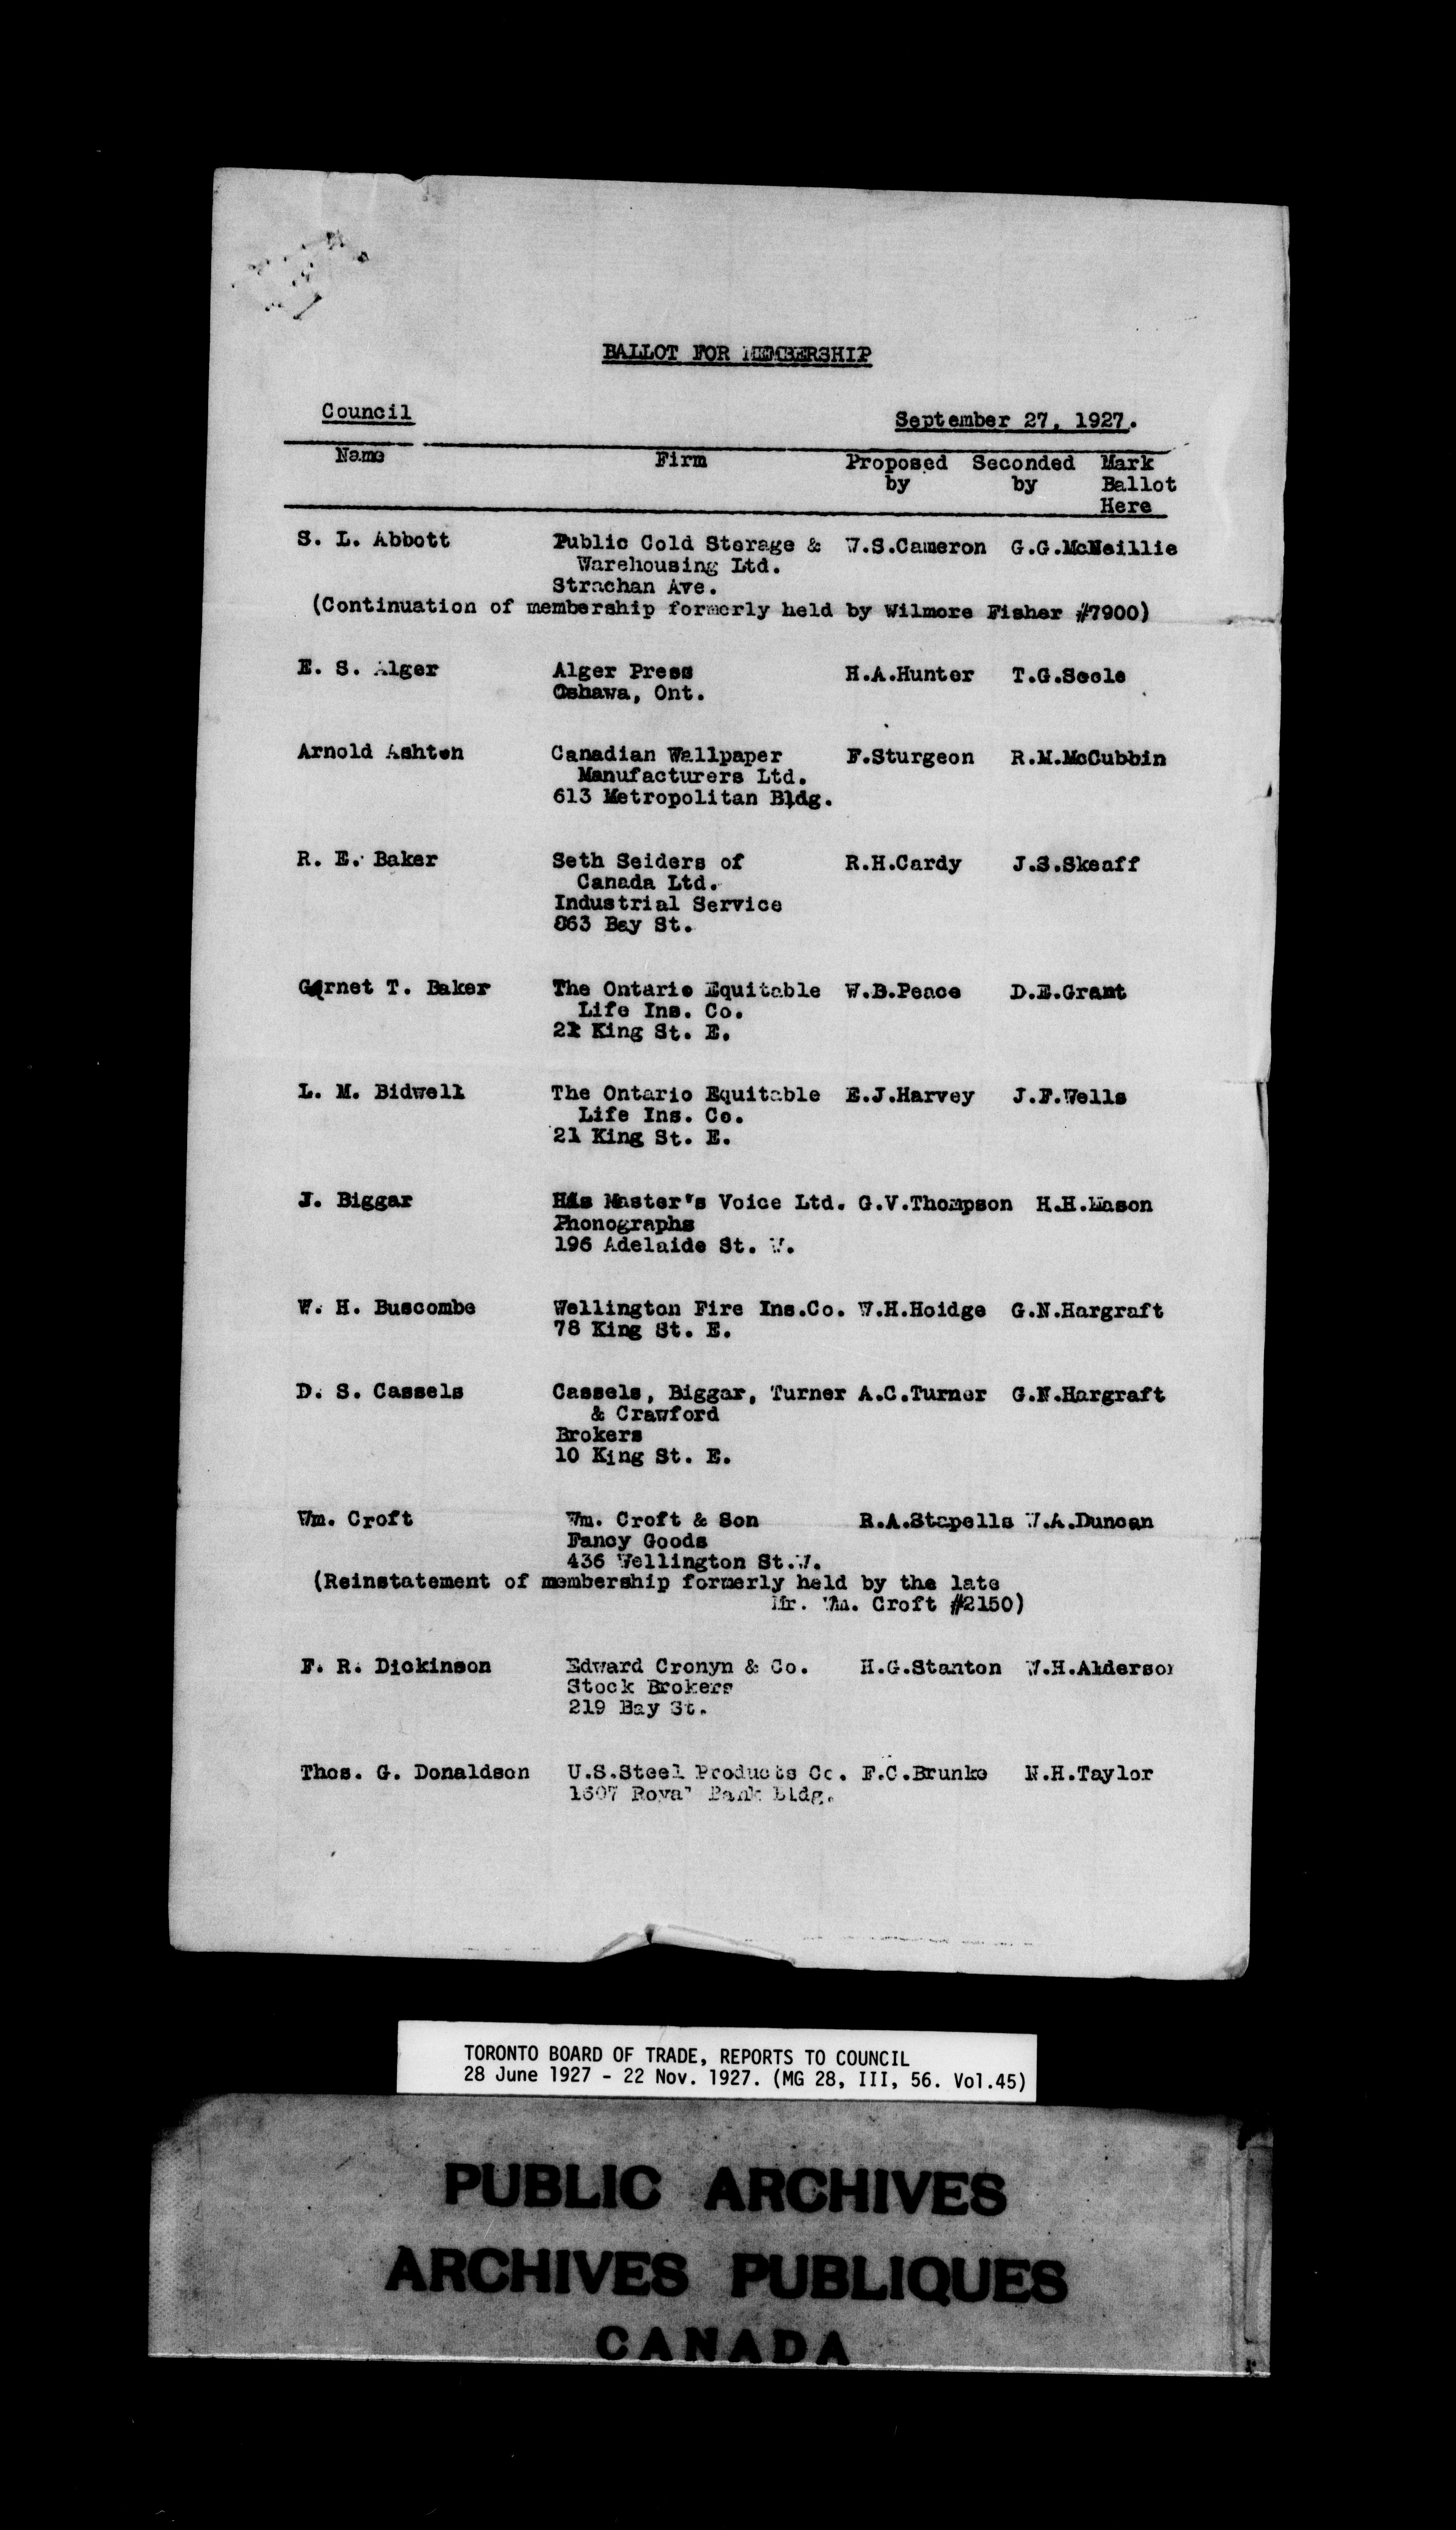 BALLOT FOR MEMBERSHIP
Council September 27, 1927.
Name Firm Proposed by Seconded by Mark Ballot Here
S. L. Abbott Public Cold Storage & W.S.Cameron G.G.McNeillie
Warehousing Ltd.
Strachan Ave.
(Continuation of membership formerly held by Wilmore Fisher #7900)
E. S. Alger Alger Press H.A.Hunter T.G.Soole
Oshawa, Ont.
Arnold Ashton Canadian Wallpaper F.Sturgeon R.M.McCubbin
Manufacturers Ltd.
613 Metropolitan Bldg.
R. E. Baker Seth Seiders of R.H.Cardy J.S.Skeaff
Canada Ltd.
Industrial Service
863 Bay St.
Garnet T. Baker The Ontario Equitable W.B.Peace D.E.Grant
Life Ins. Co.
21 King St. E.
L. M. Bidwell The Ontario Equitable E.J.Harvey J.F.Wells
Life Ins. Co.
21 King St. E.
J. Biggar His Master's Voice Ltd. G.V.Thompson H.H.Mason
Phonographs
196 Adelaide St. W.
W. H. Buscombe Wellington Fire Ins.Co. W.H.Hoidge G.N.Hargraft
78 King St. E.
D. S. Cassels Cassels, Biggar, Turner A.C.Turner G.N.Hargraft
& Crawford
Brokers
10 King St. E.
Wm. Croft Wm. Croft & Son R.A.Stapells W.A.Duncan
Fancy Goods
436 Wellington St.W.
(Reinstatement of membership formerly held by the late
Mr. Wm. Croft #2150)
F. R. Dickinson Edward Cronyn & Co. H.G.Stanton W.H.Alderson
Stock Brokers
219 Bay St.
Thos. G. Donaldson U.S.Steel Products Co. F.C.Brunke N.H.Taylor
1607 Royal Bank Bldg.
TORONTO BOARD OF TRADE, REPORTS TO COUNCIL
28 June 1927 - 22 Nov. 1927. (MG 28, III, 56. Vol.45)
PUBLIC ARCHIVES
ARCHIVES PUBLIQUES
CANADA